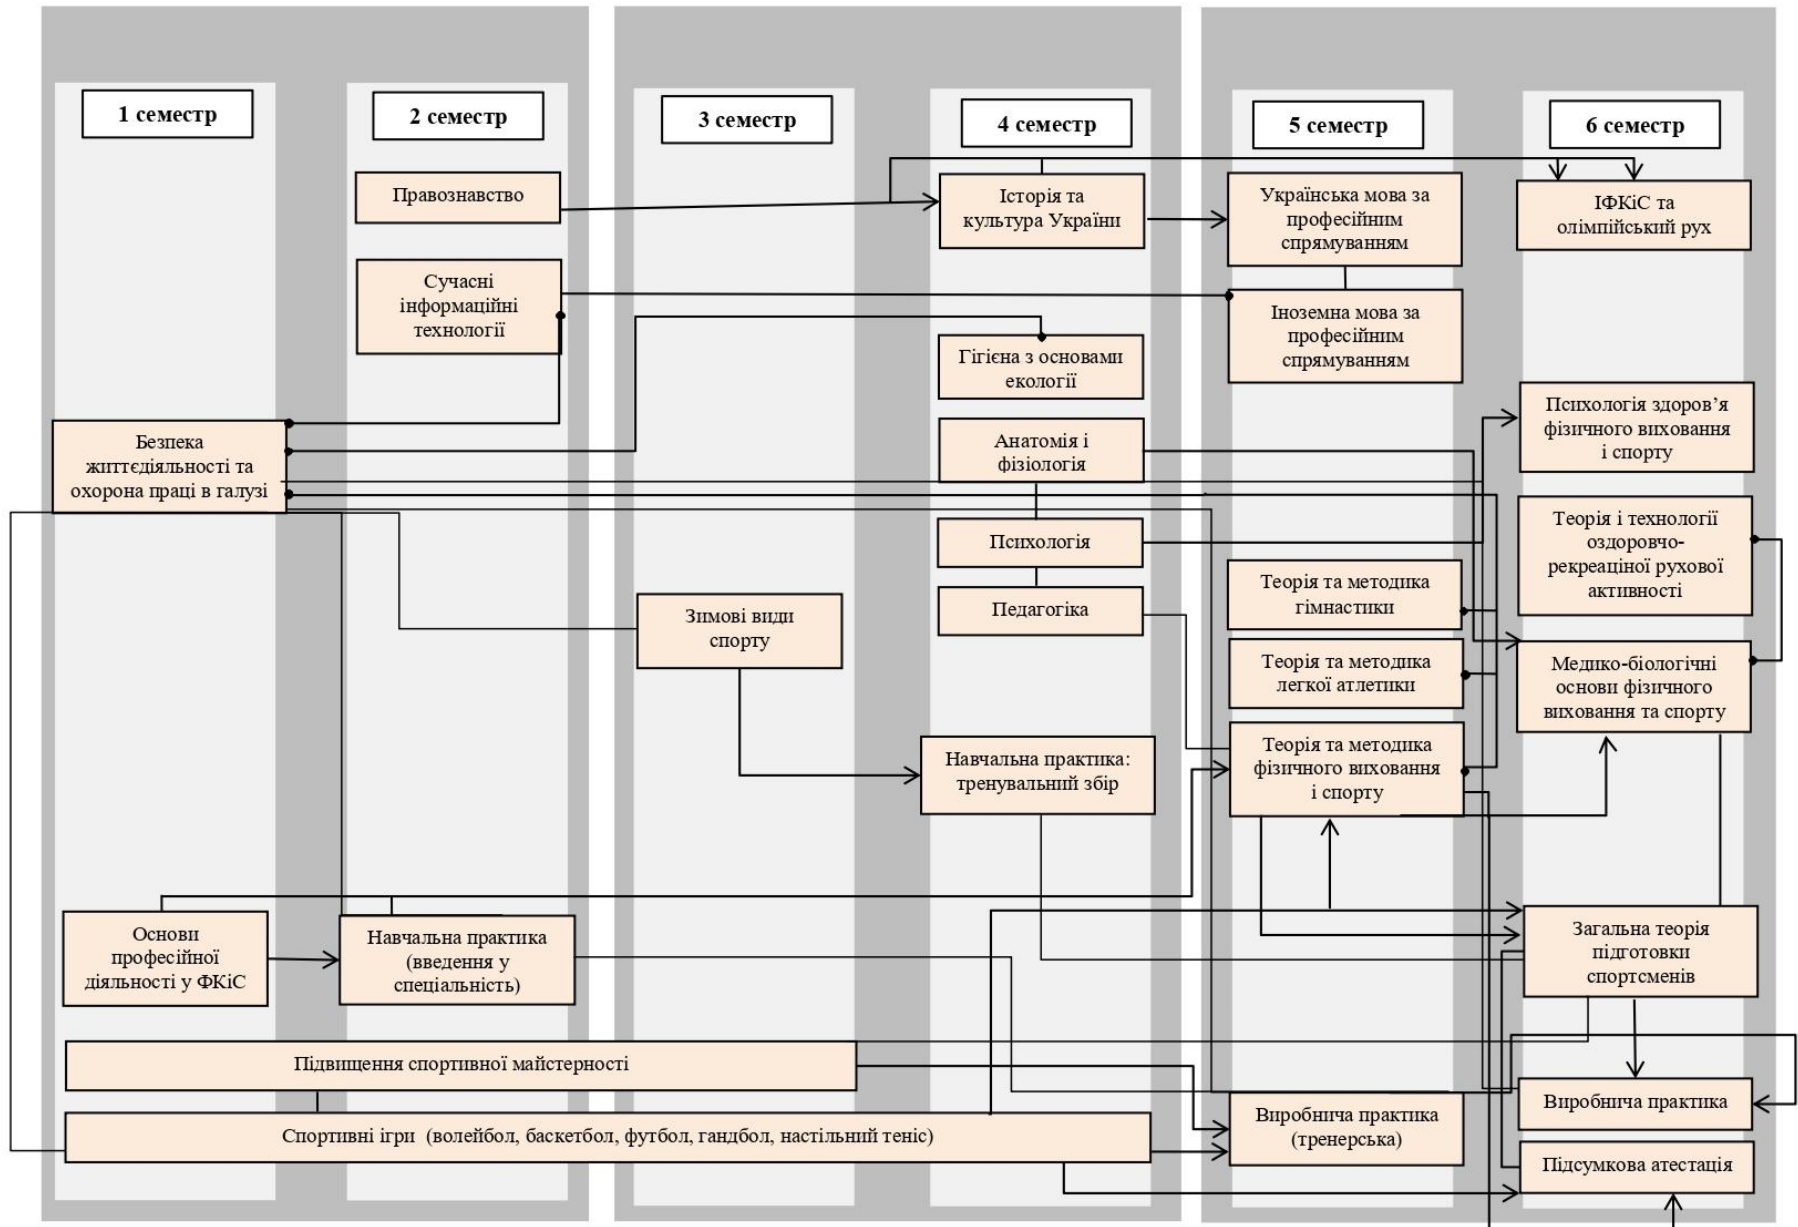 1 семестр
2 семестр
3 семестр
4 семестр
5 семестр
6 семестр
Правознавство
Сучасні
інформаційні
технології
Безпека
життєдіяльності та
охорона праці в галузі
Основи
професійної
діяльності у ФКіС
Навчальна практика
(введення у
спеціальність)
Зимові види
спорту
Історія та
культура України
Гігієна з основами
екології
Анатомія і
фізіологія
Психологія
Педагогіка
Навчальна практика:
тренувальний збір
Українська мова за
професійним
спрямуванням
Іноземна мова за
професійним
спрямуванням
Теорія та методика
гімнастики
Теорія та методика
легкої атлетики
Теорія та методика
фізичного виховання
і спорту
ІФКіС та
олімпійський рух
Психологія здоров’я
фізичного виховання
і спорту
Теорія і технології
оздоровчо-
рекреаціної рухової
активності
Медико-біологічні
основи фізичного
виховання та спорту
Загальна теорія
підготовки
спортсменів
Підвищення спортивної майстерності
Спортивні ігри (волейбол, баскетбол, футбол, гандбол, настільний теніс)
Виробнича практика
(тренерська)
Виробнича практика
Підсумкова атестація